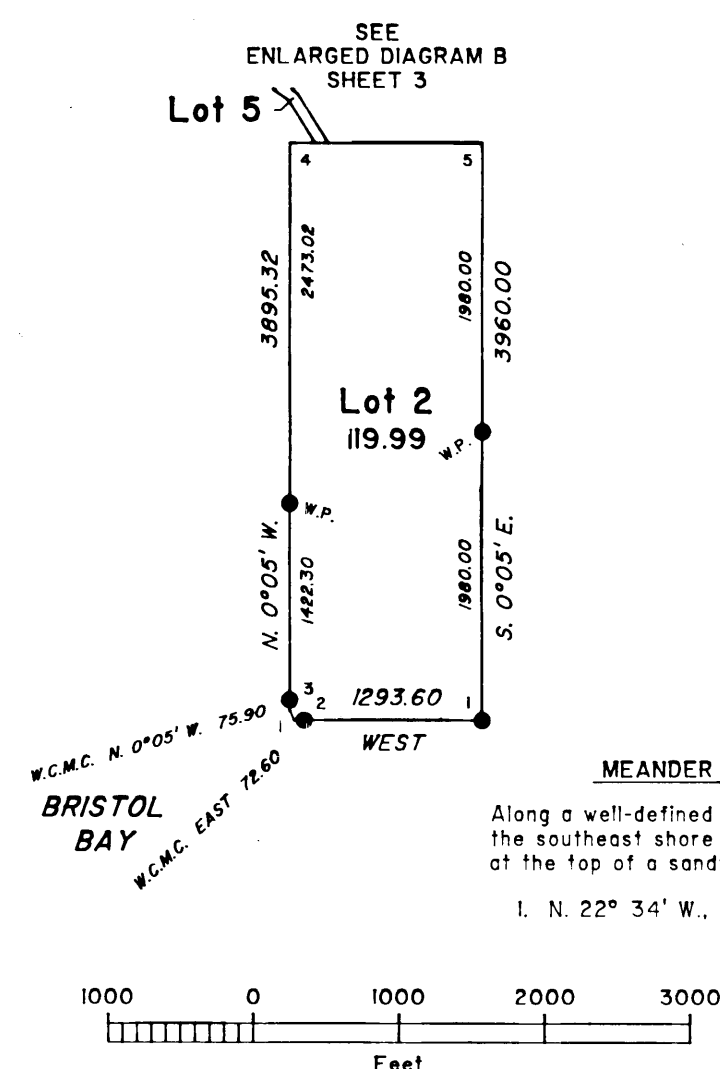 SEE
ENLARGED DIAGRAM B
SHEET 3
Lot 5
4
5
3895.32
2473.02
1980.00
3960.00
Lot 2
119.99
W.P.
W.P.
N. 0°05' W.
1422.30
1980.00
S. 0°05' E.
3
2
1293.60
1
WEST
1
W.C.M.C. N. 0°05' W. 75.90
W.C.M.C. EAST 72.60
BRISTOL
BAY
MEANDER
Along a well-defined
the southeast shore
at the top of a sand
1. N. 22° 34' W.,
1000 0 1000 2000 3000
Feet